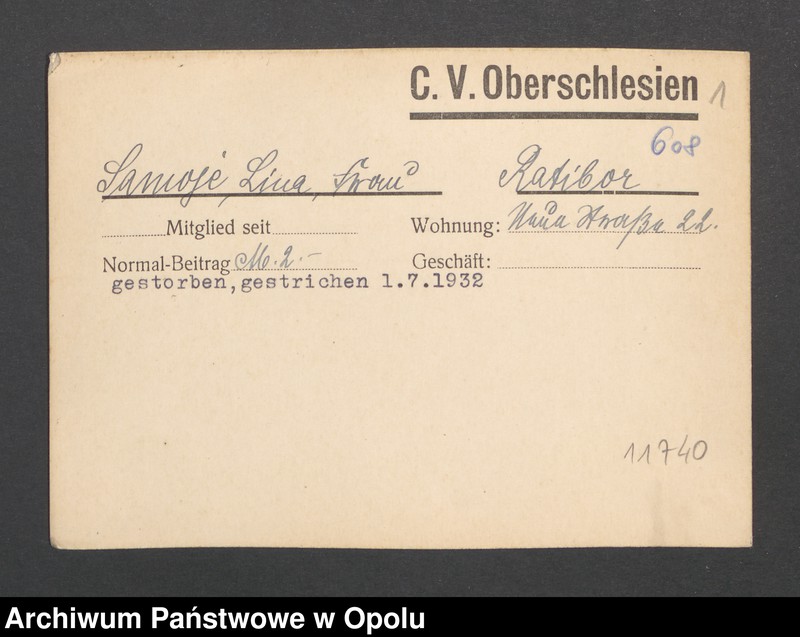 C. V. Oberschlesien
1
608
Samoje, Lina, Frau Ratibor
Mitglied seit Wohnung: Neue Straße 22.
Normal-Beitrag M. 2.- Geschäft:
gestorben, gestrichen 1.7.1932
11740
Archiwum Państwowe w Opolu